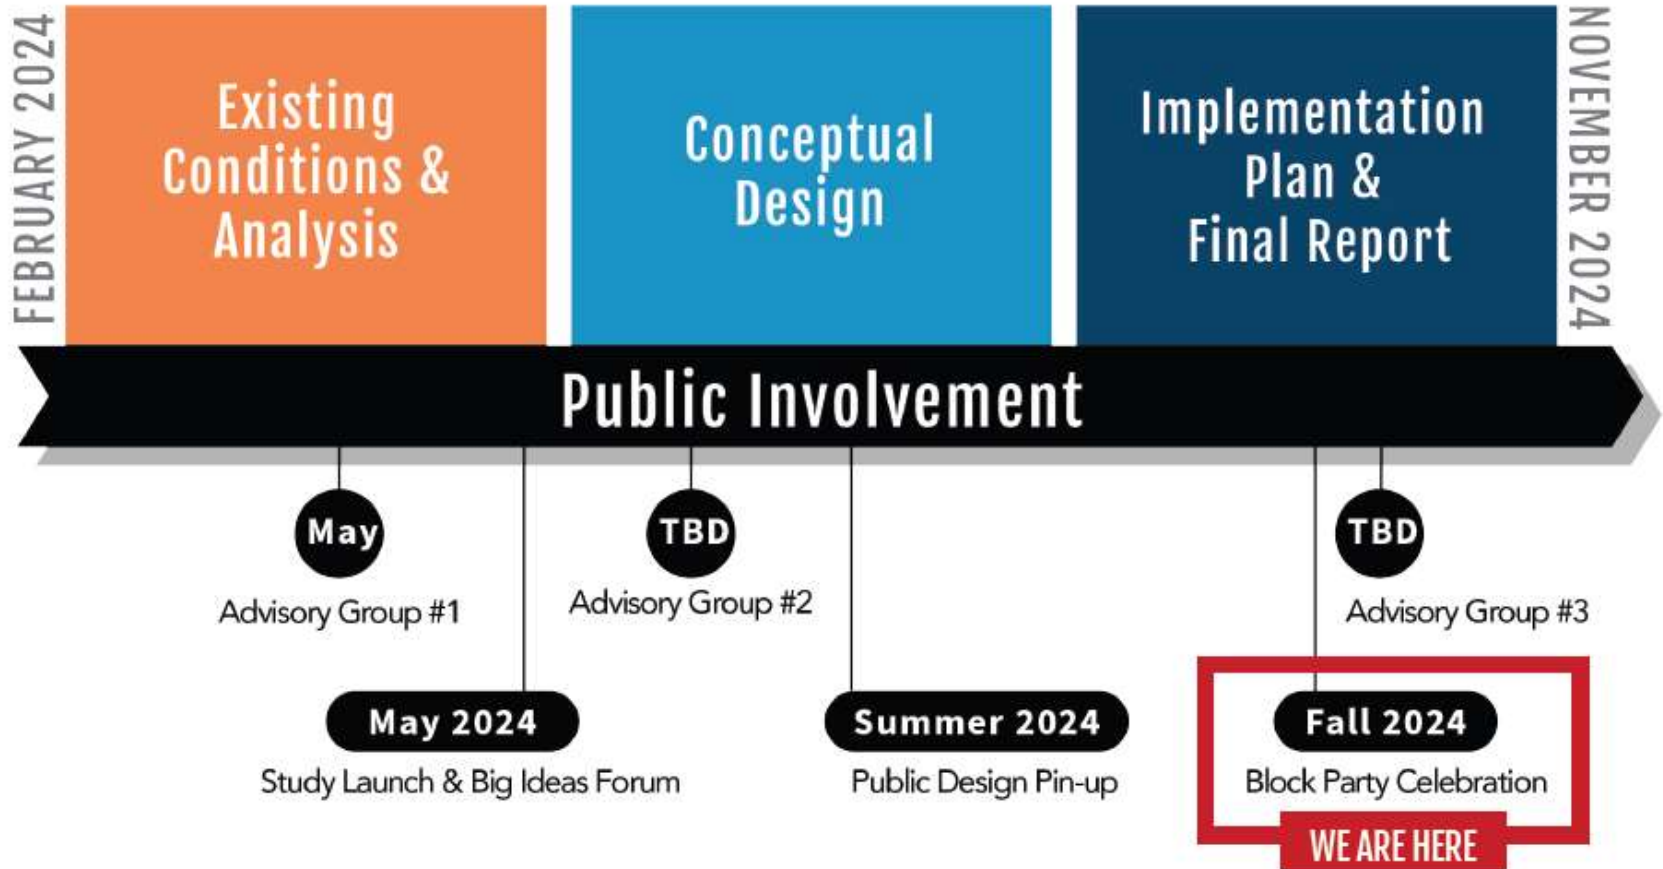 FEBRUARY 2024
Existing
Conditions &
Analysis
Conceptual
Design
Implementation
Plan &
Final Report
NOVEMBER 2024
Public Involvement
May
Advisory Group #1
TBD
Advisory Group #2
TBD
Advisory Group #3
May 2024
Study Launch & Big Ideas Forum
Summer 2024
Public Design Pin-up
Fall 2024
Block Party Celebration
WE ARE HERE